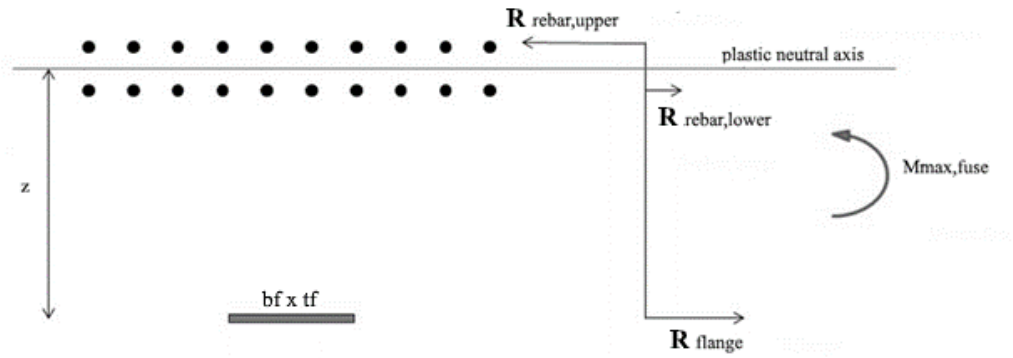 R rebar,upper
plastic neutral axis
R .rebar,lower
Mmax,fuse
z
bf x tf
R flange